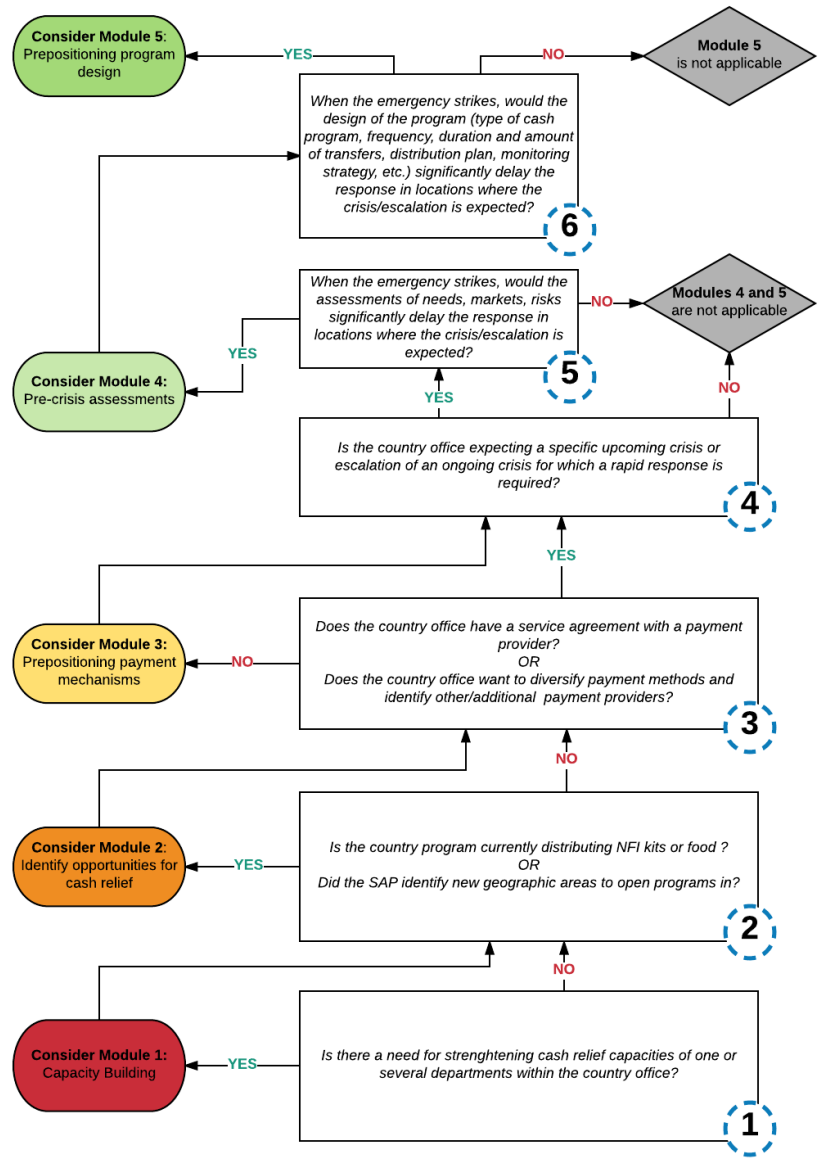 Consider Module 5:
Prepositioning program
design
YES
NO
Module 5
is not applicable
When the emergency strikes, would the
design of the program (type of cash
program, frequency, duration and amount
of transfers, distribution plan, monitoring
strategy, etc.) significantly delay the
response in locations where the
crisis/escalation is expected?
6
When the emergency strikes, would the
assessments of needs, markets, risks
significantly delay the response in
locations where the crisis/escalation is
expected?
5
NO
Modules 4 and 5
are not applicable
YES
Consider Module 4:
Pre-crisis assessments
YES
NO
Is the country office expecting a specific upcoming crisis or
escalation of an ongoing crisis for which a rapid response is
required?
4
YES
Consider Module 3:
Prepositioning payment
mechanisms
NO
Does the country office have a service agreement with a payment
provider?
OR
Does the country office want to diversify payment methods and
identify other/additional payment providers?
3
NO
Consider Module 2:
Identify opportunities for
cash relief
YES
Is the country program currently distributing NFI kits or food ?
OR
Did the SAP identify new geographic areas to open programs in?
2
NO
Consider Module 1:
Capacity Building
YES
Is there a need for strenghtening cash relief capacities of one or
several departments within the country office?
1